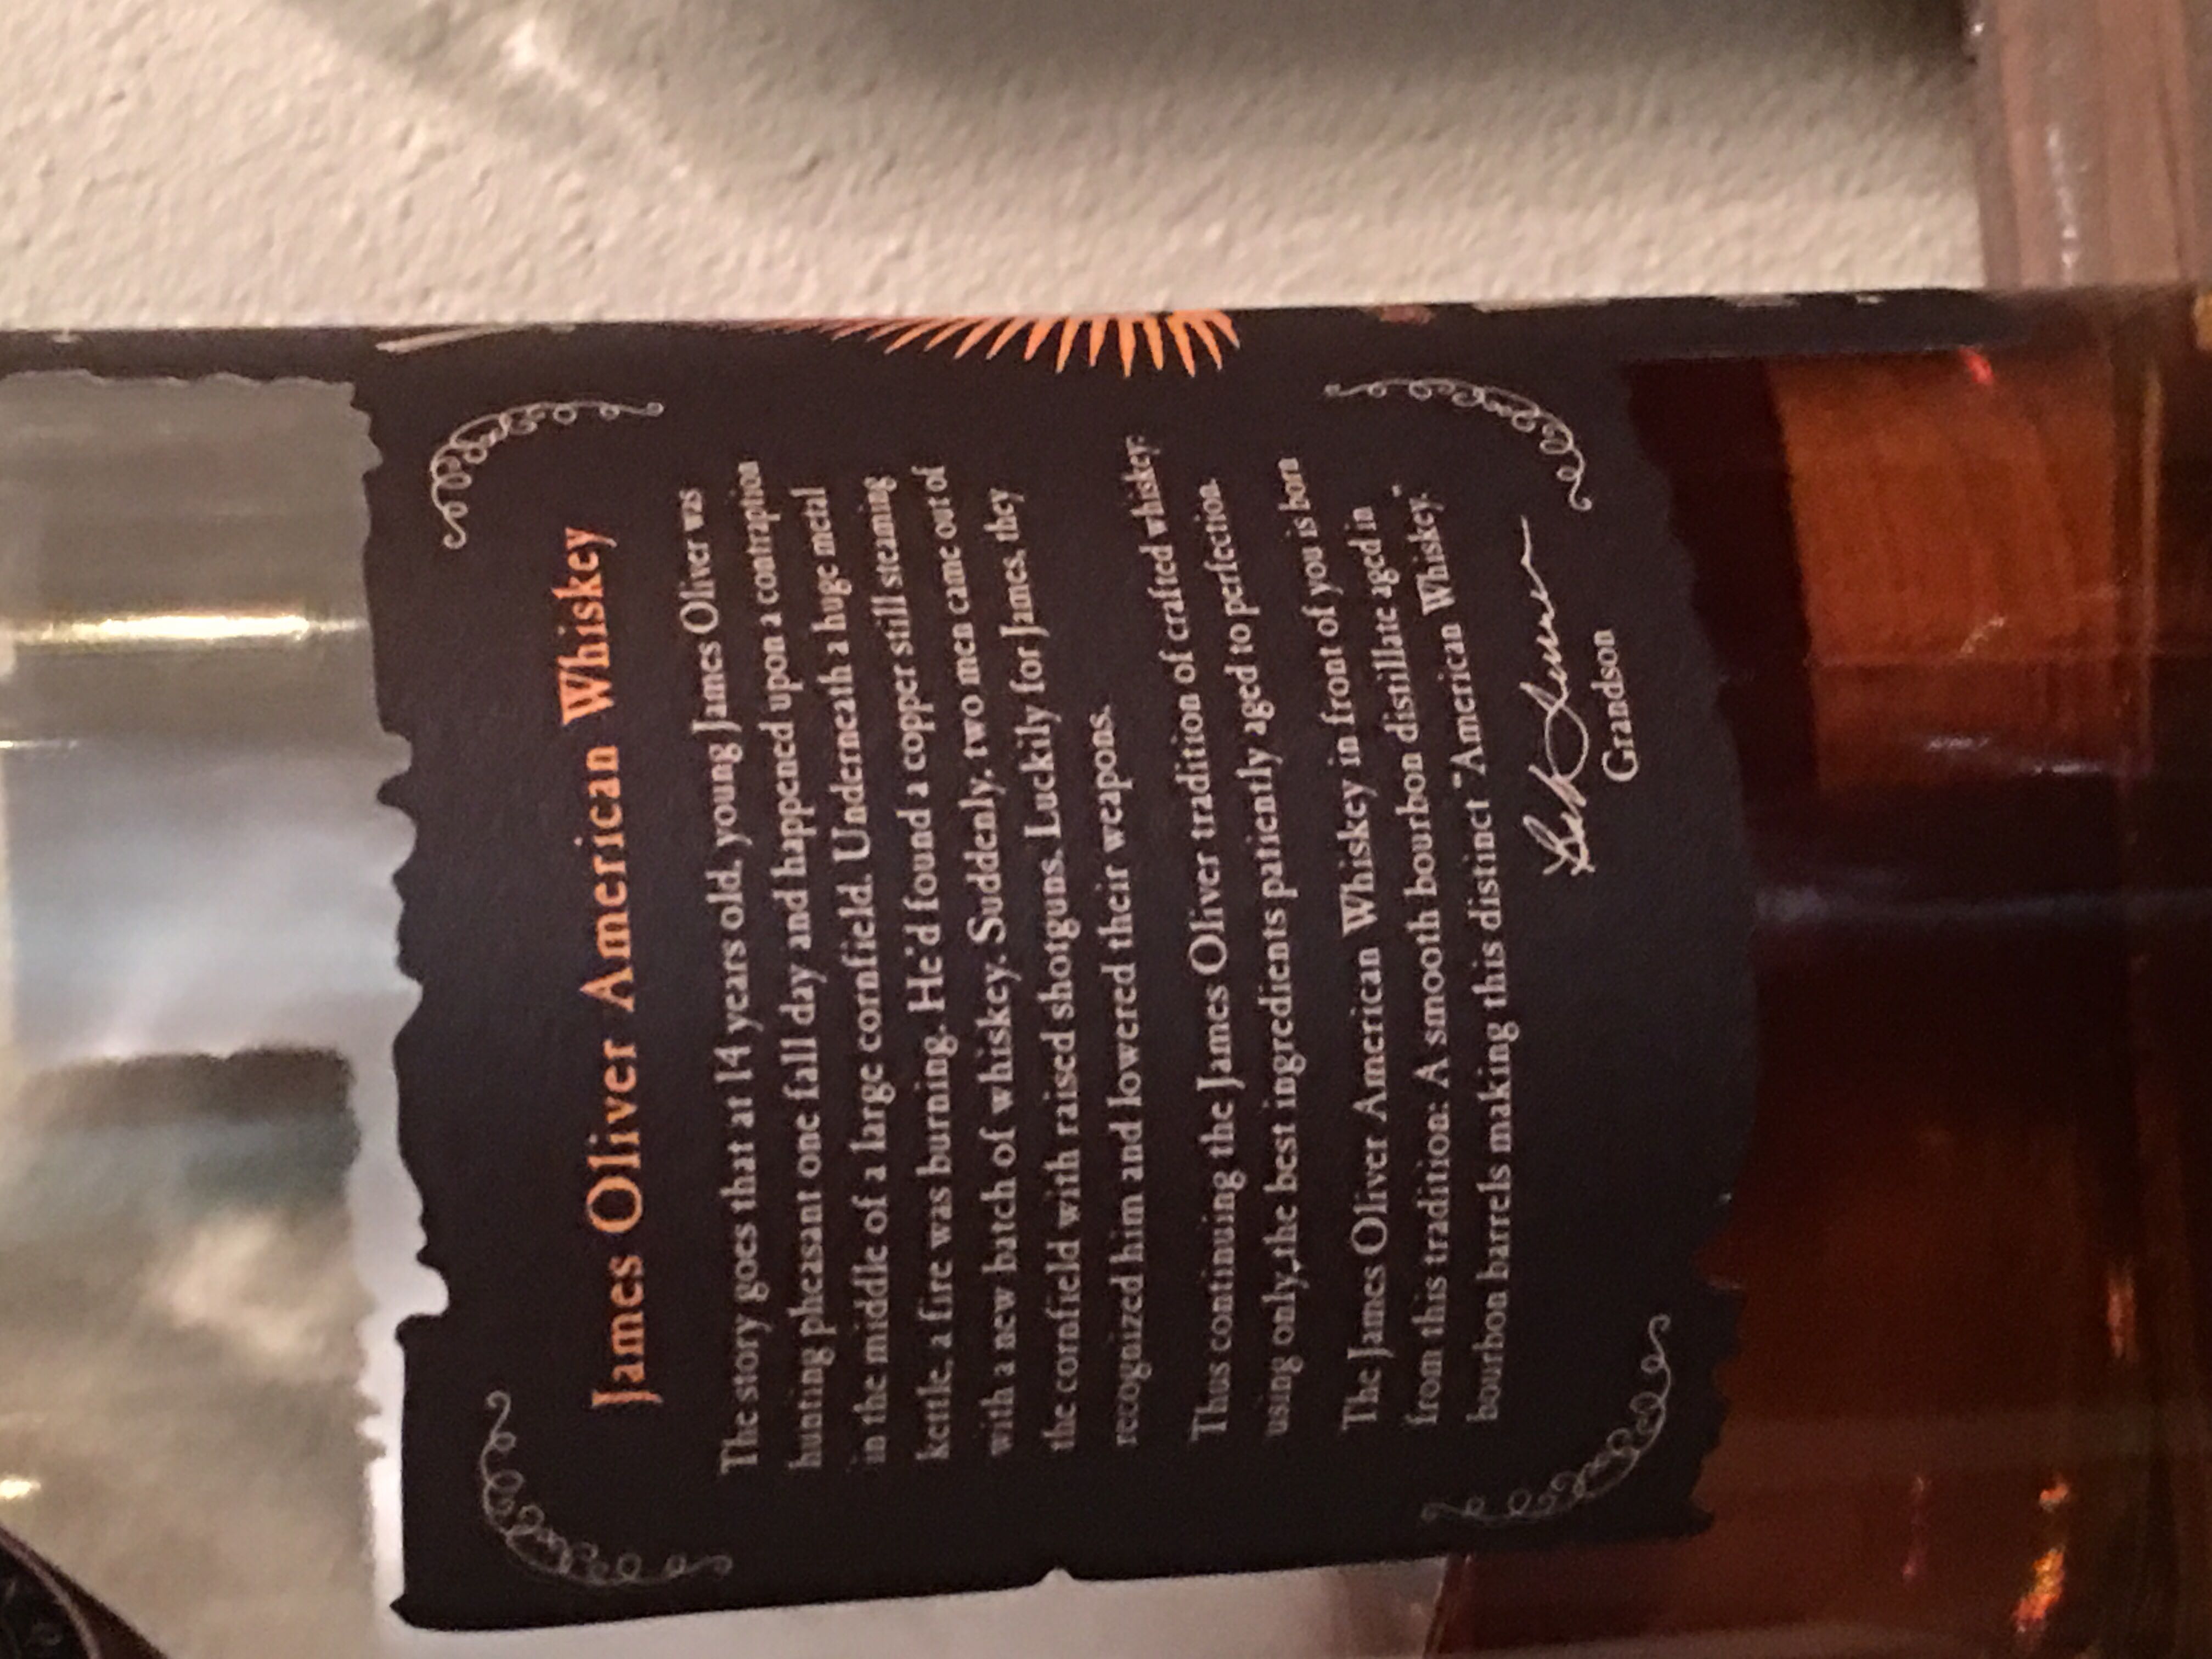 James Oliver American Whiskey
The story goes that at 14 years old, young James Oliver was
hunting pheasant one fall day and happened upon a contraption
in the middle of a large cornfield. Underneath a huge metal
kettle, a fire was burning. He'd found a copper still steaming
with a new batch of whiskey. Suddenly, two men came out of
the cornfield with raised shotguns. Luckily for James, they
recognized him and lowered their weapons.
Thus continuing the James Oliver tradition of crafted whiskey:
using only the best ingredients patiently aged to perfection.
The James Oliver American Whiskey in front of you is born
from this tradition: A smooth bourbon distillate aged in
bourbon barrels making this distinct "American Whiskey."
Grandson